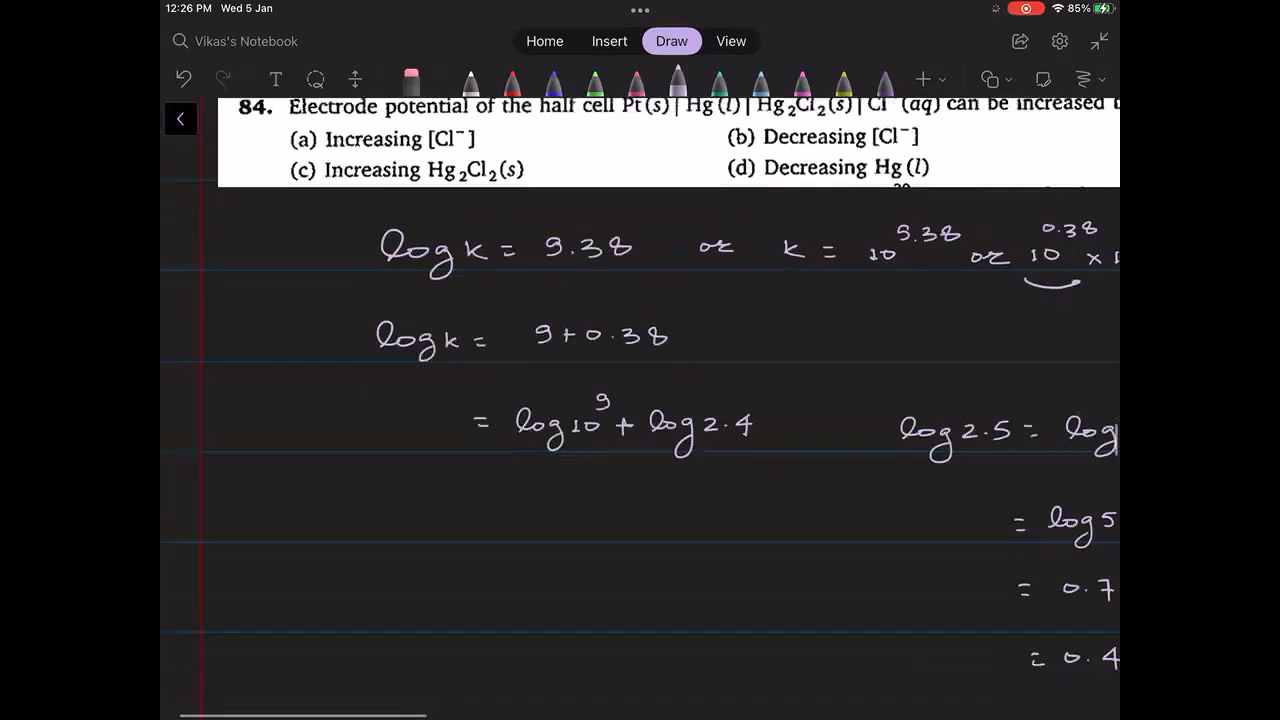 12:26 PM Wed 5 Jan
85%
Vikas's Notebook
Home Insert Draw View
84. Electrode potential of the half cell Pt(s)|Hg(l)|Hg₂Cl₂(s)|Cl⁻(aq) can be increased
(a) Increasing [Cl⁻] (b) Decreasing [Cl⁻]
(c) Increasing Hg₂Cl₂(s) (d) Decreasing Hg(l)
log k = 9.38 or k = 10^9.38 or 10^0.38 ×
log k = 9 + 0.38
= log 10^9 + log 2.4 log 2.5 = log
= log 5
= 0.7
= 0.4